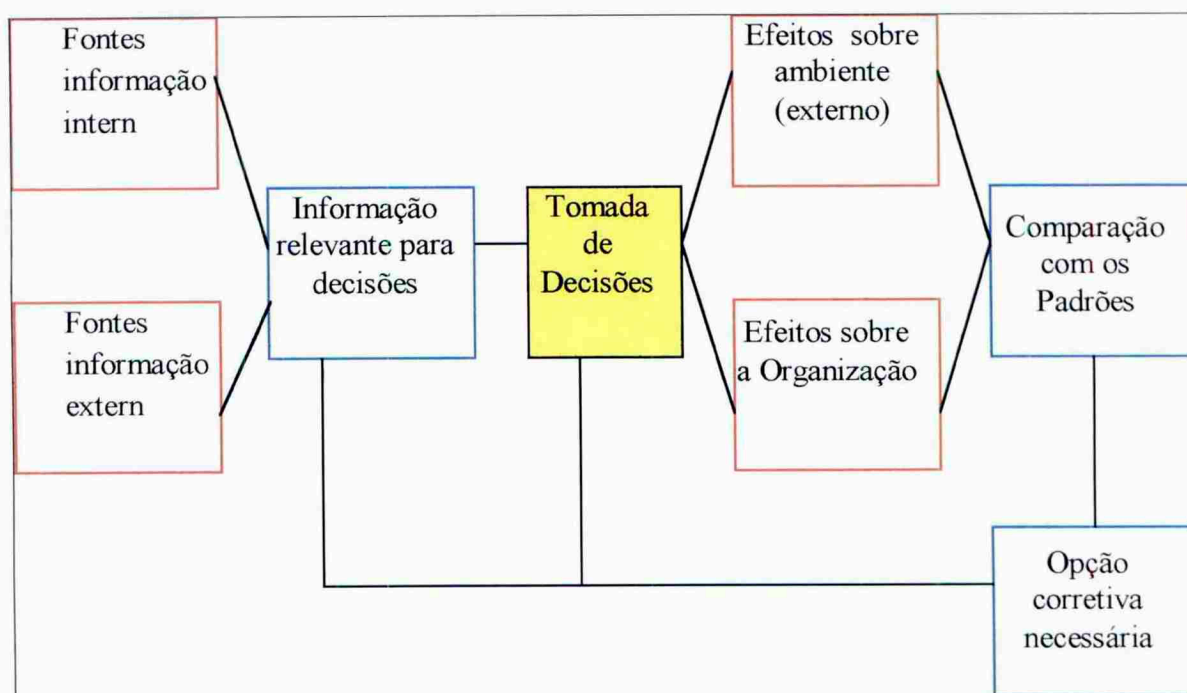 Fontes
informação
intern
Fontes
informação
extern
Informação
relevante para
decisões
Tomada
de
Decisões
Efeitos sobre
ambiente
(externo)
Efeitos sobre
a Organização
Comparação
com os
Padrões
Opção
corretiva
necessária